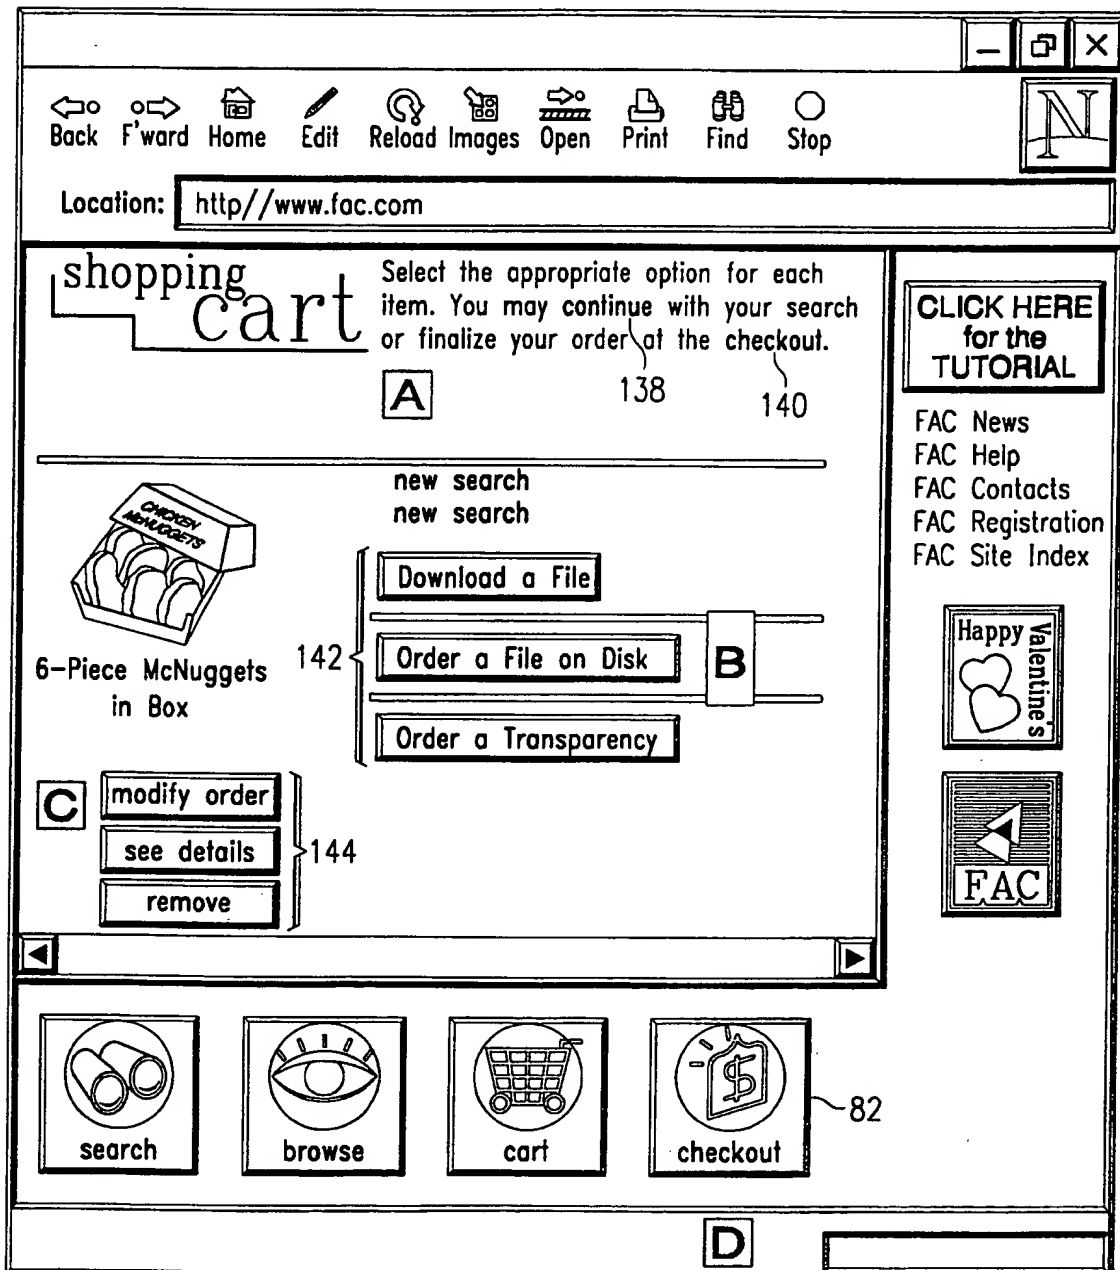 Back F'ward Home Edit Reload Images Open Print Find Stop
N
Location: http//www.fac.com
shopping
cart
Select the appropriate option for each
item. You may continue with your search
or finalize your order at the checkout.
A
138
140
CLICK HERE
for the
TUTORIAL
FAC News
FAC Help
FAC Contacts
FAC Registration
FAC Site Index
new search
new search
CHICKEN
McNUGGETS
6-Piece McNuggets
in Box
142
Download a File
Order a File on Disk
B
Order a Transparency
Happy
Valentine's
C
modify order
see details
remove
144
FAC
search
browse
cart
$
checkout
82
D